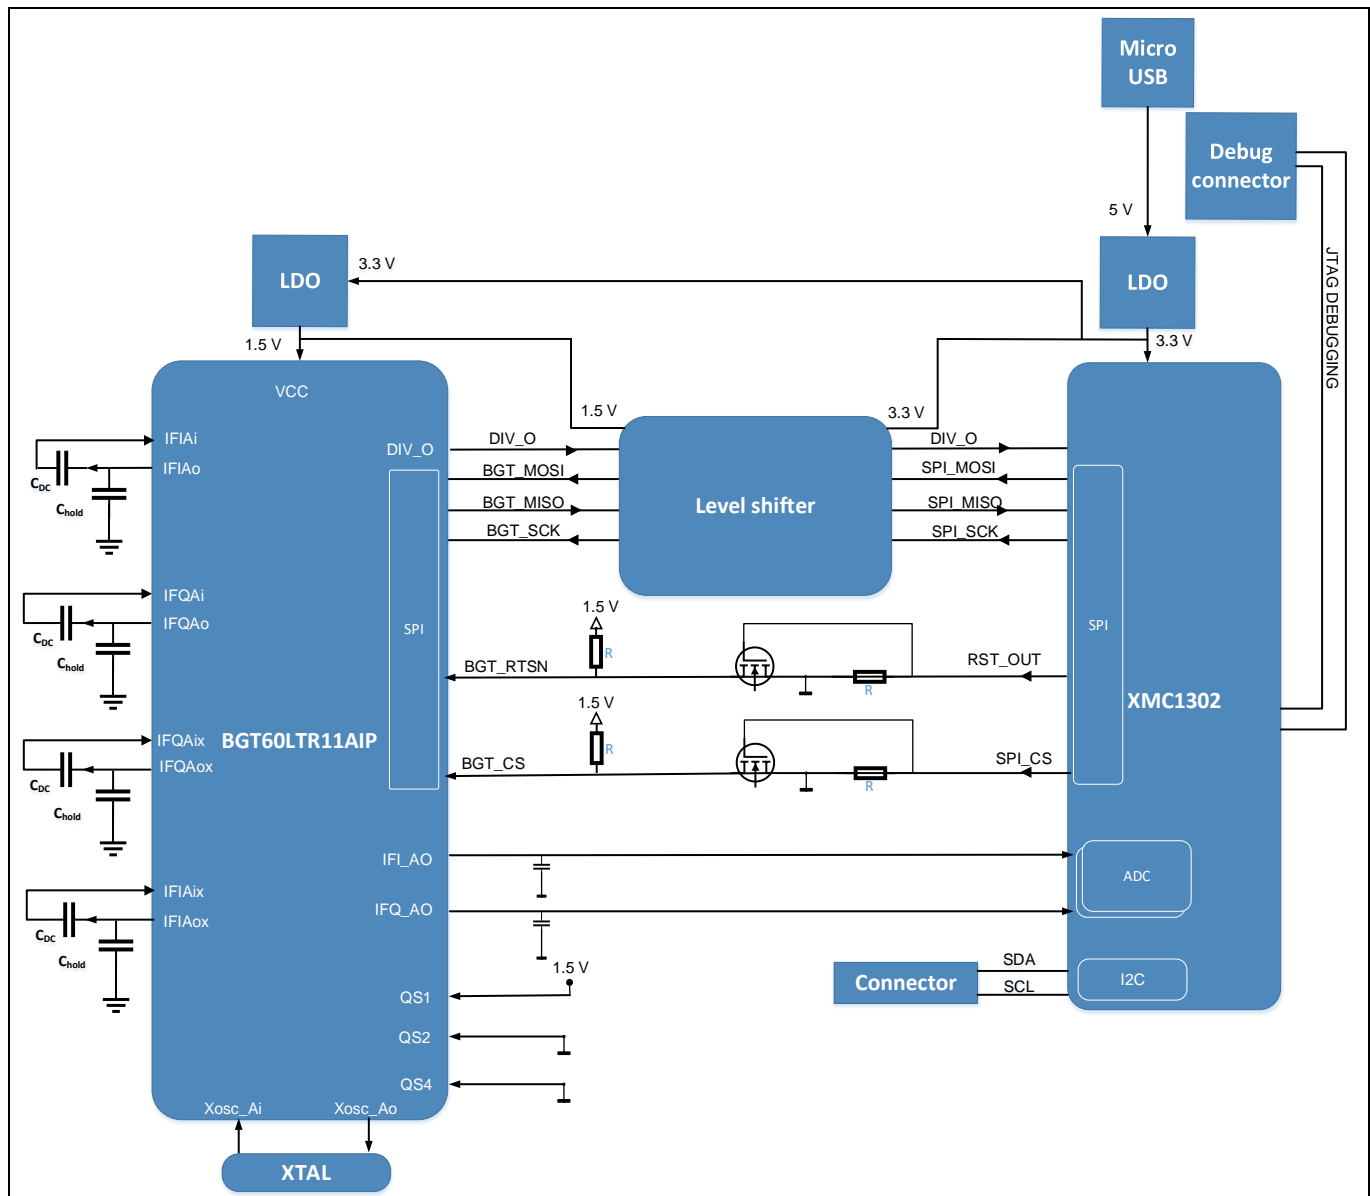 Micro
USB
Debug
connector
5 V
JTAG DEBUGGING
LDO
3.3 V
LDO
1.5 V
3.3 V
VCC
1.5 V
3.3 V
IFIAi
IFIAo
CDC
Chold
DIV_O
DIV_O
DIV_O
BGT_MOSI
SPI_MOSI
BGT_MISO
Level shifter
SPI_MISO
BGT_SCK
SPI_SCK
IFQAi
IFQAo
CDC
Chold
SPI
1.5 V
R
SPI
BGT_RTSN
RST_OUT
R
1.5 V
XMC1302
IFQAix
BGT60LTR11AIP
R
IFQAox
BGT_CS
SPI_CS
CDC
R
Chold
IFI_AO
ADC
IFIAix
IFQ_AO
IFIAox
CDC
Chold
1.5 V
SDA
Connector
I2C
SCL
QS1
QS2
QS4
Xosc_Ai
Xosc_Ao
XTAL